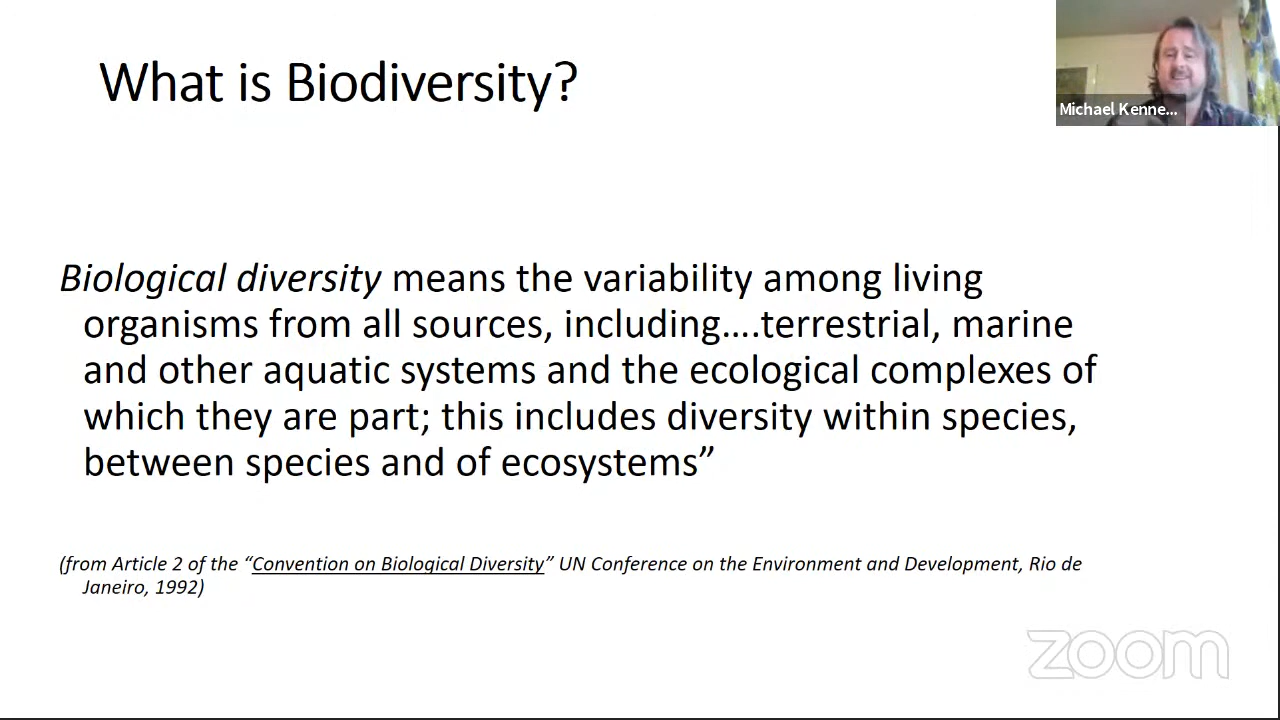 What is Biodiversity?
Michael Kenne...
Biological diversity means the variability among living
organisms from all sources, including....terrestrial, marine
and other aquatic systems and the ecological complexes of
which they are part; this includes diversity within species,
between species and of ecosystems”
(from Article 2 of the “Convention on Biological Diversity” UN Conference on the Environment and Development, Rio de
Janeiro, 1992)
zoom